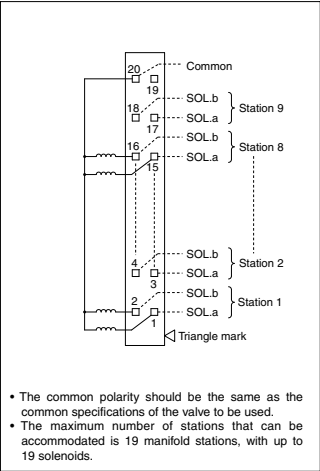 20 Common
19
18 SOL.b
SOL.a Station 9
17
16 SOL.b
SOL.a Station 8
15
4 SOL.b
SOL.a Station 2
3
2 SOL.b
SOL.a Station 1
1
Triangle mark
• The common polarity should be the same as the
common specifications of the valve to be used.
• The maximum number of stations that can be
accommodated is 19 manifold stations, with up to
19 solenoids.